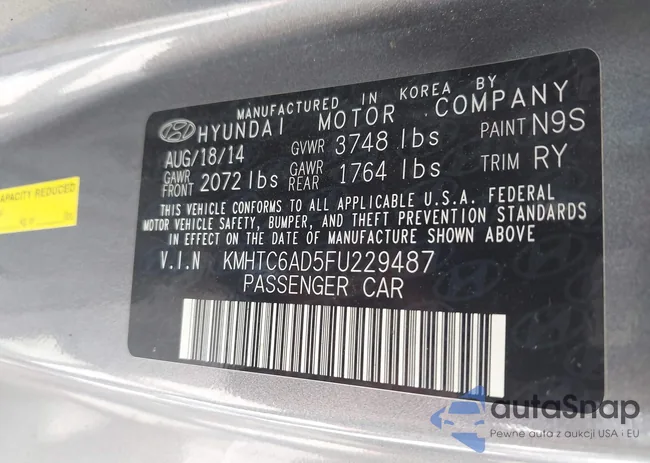 MANUFACTURED IN KOREA BY
HYUNDAI MOTOR COMPANY
AUG/18/14 GVWR 3748 lbs PAINT N9S
GAWR FRONT 2072 lbs GAWR REAR 1764 lbs TRIM RY
THIS VEHICLE CONFORMS TO ALL APPLICABLE U.S.A. FEDERAL
MOTOR VEHICLE SAFETY, BUMPER, AND THEFT PREVENTION STANDARDS
IN EFFECT ON THE DATE OF MANUFACTURE SHOWN ABOVE
V.I.N KMHTC6AD5FU229487
PASSENGER CAR
CAPACITY REDUCED
autoSnap
Pewne auta z aukcji USA i EU